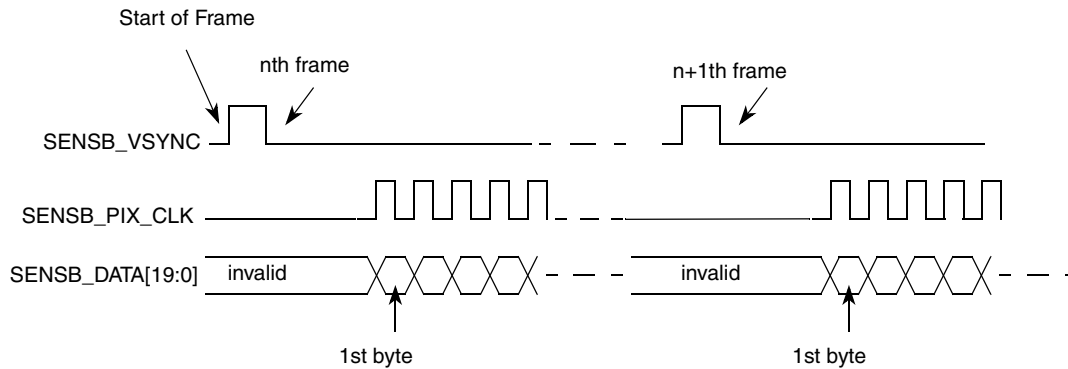 Start of Frame
nth frame
n+1th frame
SENSB_VSYNC
SENSB_PIX_CLK
SENSB_DATA[19:0]
invalid
invalid
1st byte
1st byte